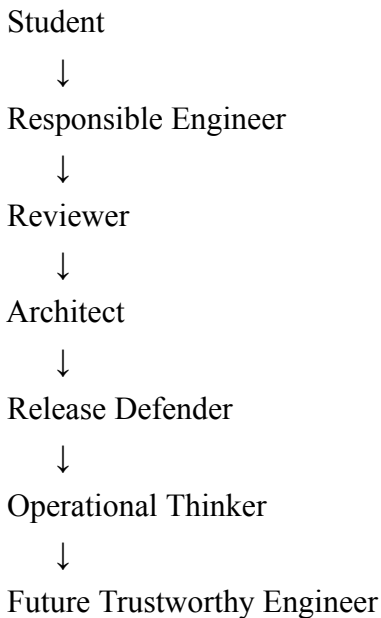 Student
↓
Responsible Engineer
↓
Reviewer
↓
Architect
↓
Release Defender
↓
Operational Thinker
↓
Future Trustworthy Engineer